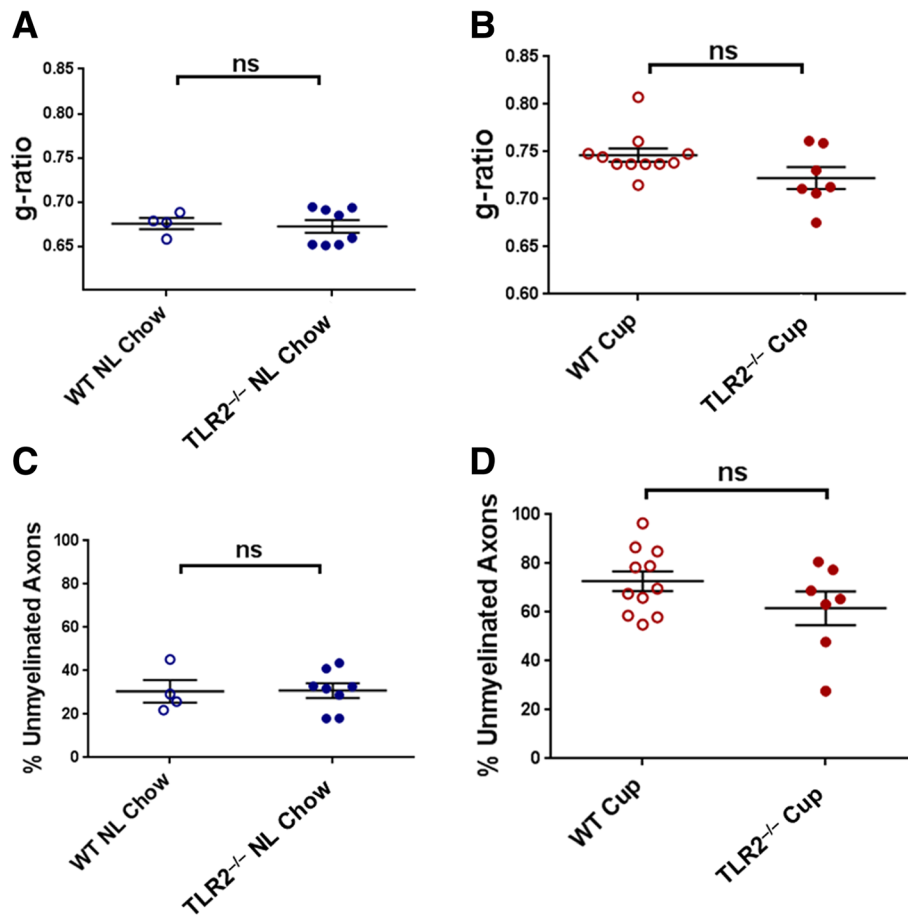 A
ns
g-ratio
0.85
0.80
0.75
0.70
0.65
WT NL Chow
TLR2⁻/⁻ NL Chow
B
ns
g-ratio
0.85
0.80
0.75
0.70
0.65
0.60
WT Cup
TLR2⁻/⁻ Cup
C
ns
% Unmyelinated Axons
100
80
60
40
20
0
WT NL Chow
TLR2⁻/⁻ NL Chow
D
ns
% Unmyelinated Axons
100
80
60
40
20
0
WT Cup
TLR2⁻/⁻ Cup